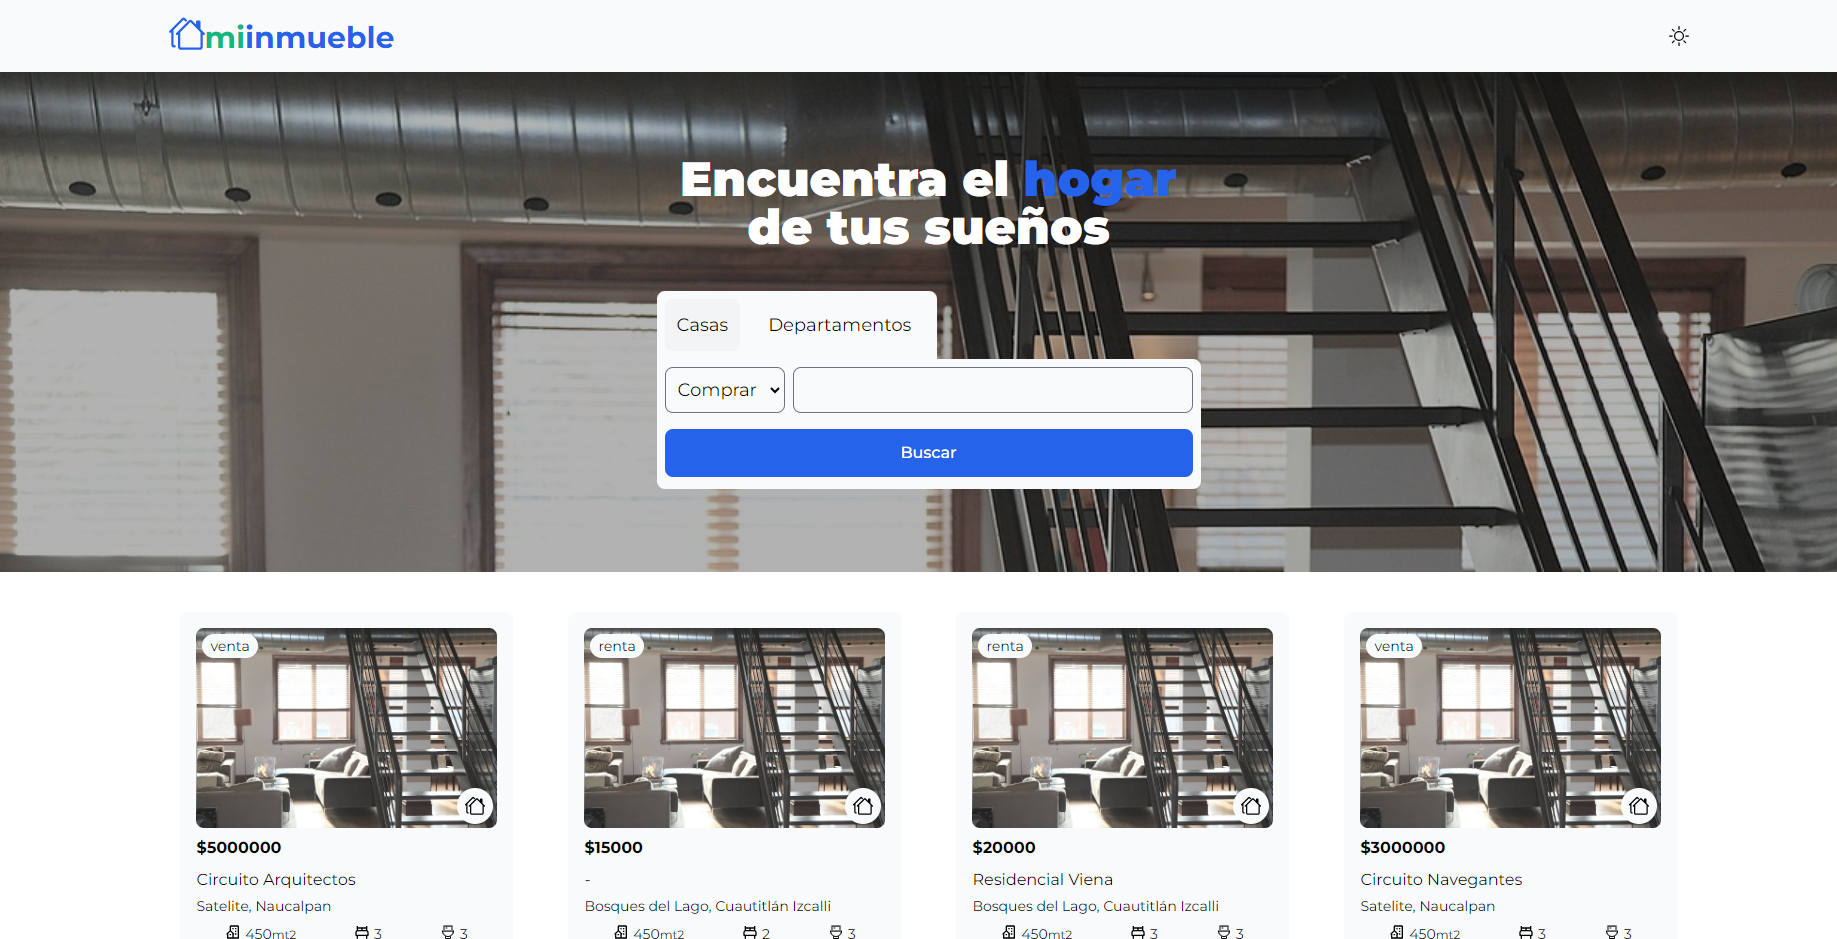 miinmueble
Encuentra el hogar
de tus sueños
Casas Departamentos
Comprar
Buscar
venta
renta
renta
venta
$5000000
$15000
$20000
$3000000
Circuito Arquitectos
-
Residencial Viena
Circuito Navegantes
Satelite, Naucalpan
Bosques del Lago, Cuautitlán Izcalli
Bosques del Lago, Cuautitlán Izcalli
Satelite, Naucalpan
450mt2 3 3
450mt2 2 3
450mt2 3 3
450mt2 3 3